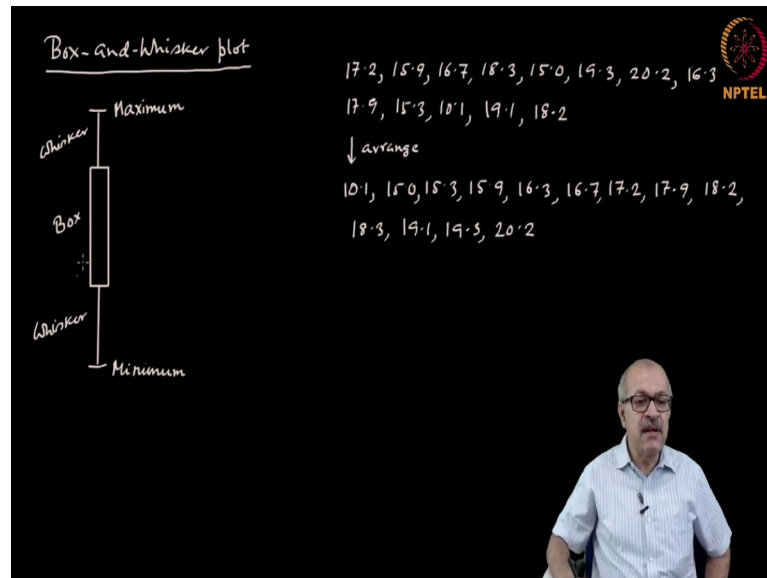 Box-and-Whisker plot
Maximum
Whisker
Box
Whisker
Minimum
17.2, 15.9, 16.7, 18.3, 15.0, 19.3, 20.2, 16.3
17.9, 15.3, 10.1, 19.1, 18.2
↓ arrange
10.1, 15.0, 15.3, 15.9, 16.3, 16.7, 17.2, 17.9, 18.2,
18.3, 19.1, 19.3, 20.2
NPTEL